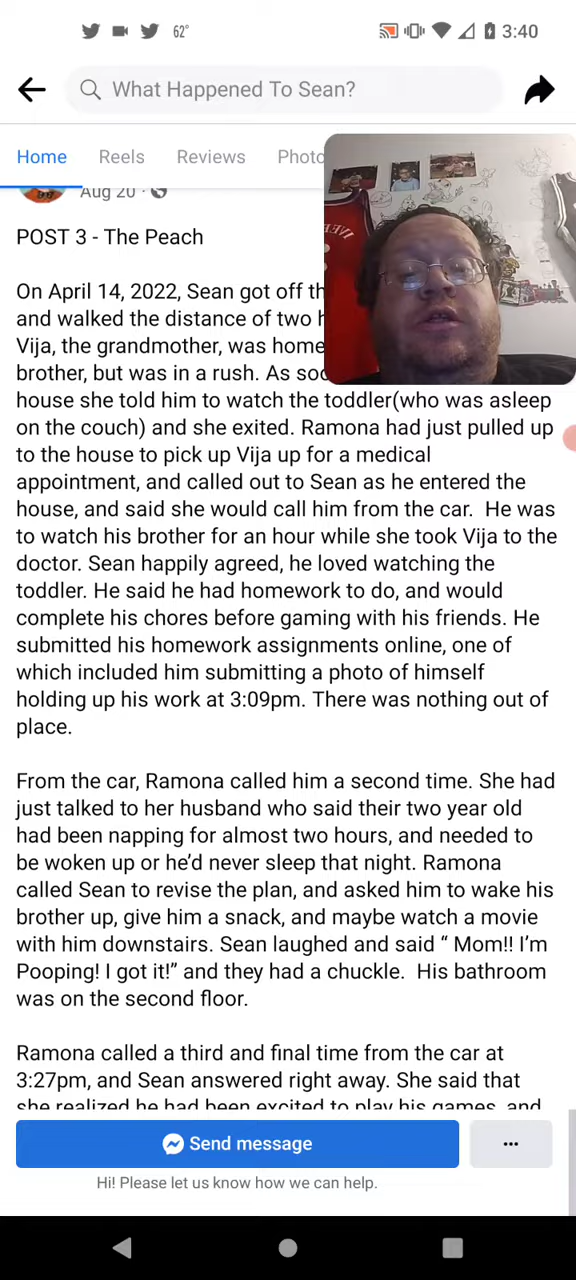 62° 3:40
What Happened To Sean?
Home Reels Reviews Photo
Aug 20 ·
POST 3 - The Peach
On April 14, 2022, Sean got off th
and walked the distance of two h
Vija, the grandmother, was home
brother, but was in a rush. As soo
house she told him to watch the toddler(who was asleep
on the couch) and she exited. Ramona had just pulled up
to the house to pick up Vija up for a medical
appointment, and called out to Sean as he entered the
house, and said she would call him from the car.  He was
to watch his brother for an hour while she took Vija to the
doctor. Sean happily agreed, he loved watching the
toddler. He said he had homework to do, and would
complete his chores before gaming with his friends. He
submitted his homework assignments online, one of
which included him submitting a photo of himself
holding up his work at 3:09pm. There was nothing out of
place.
From the car, Ramona called him a second time. She had
just talked to her husband who said their two year old
had been napping for almost two hours, and needed to
be woken up or he'd never sleep that night. Ramona
called Sean to revise the plan, and asked him to wake his
brother up, give him a snack, and maybe watch a movie
with him downstairs. Sean laughed and said “ Mom!! I'm
Pooping! I got it!” and they had a chuckle.  His bathroom
was on the second floor.
Ramona called a third and final time from the car at
3:27pm, and Sean answered right away. She said that
she realized he had been excited to play his games, and
Send message
Hi! Please let us know how we can help.